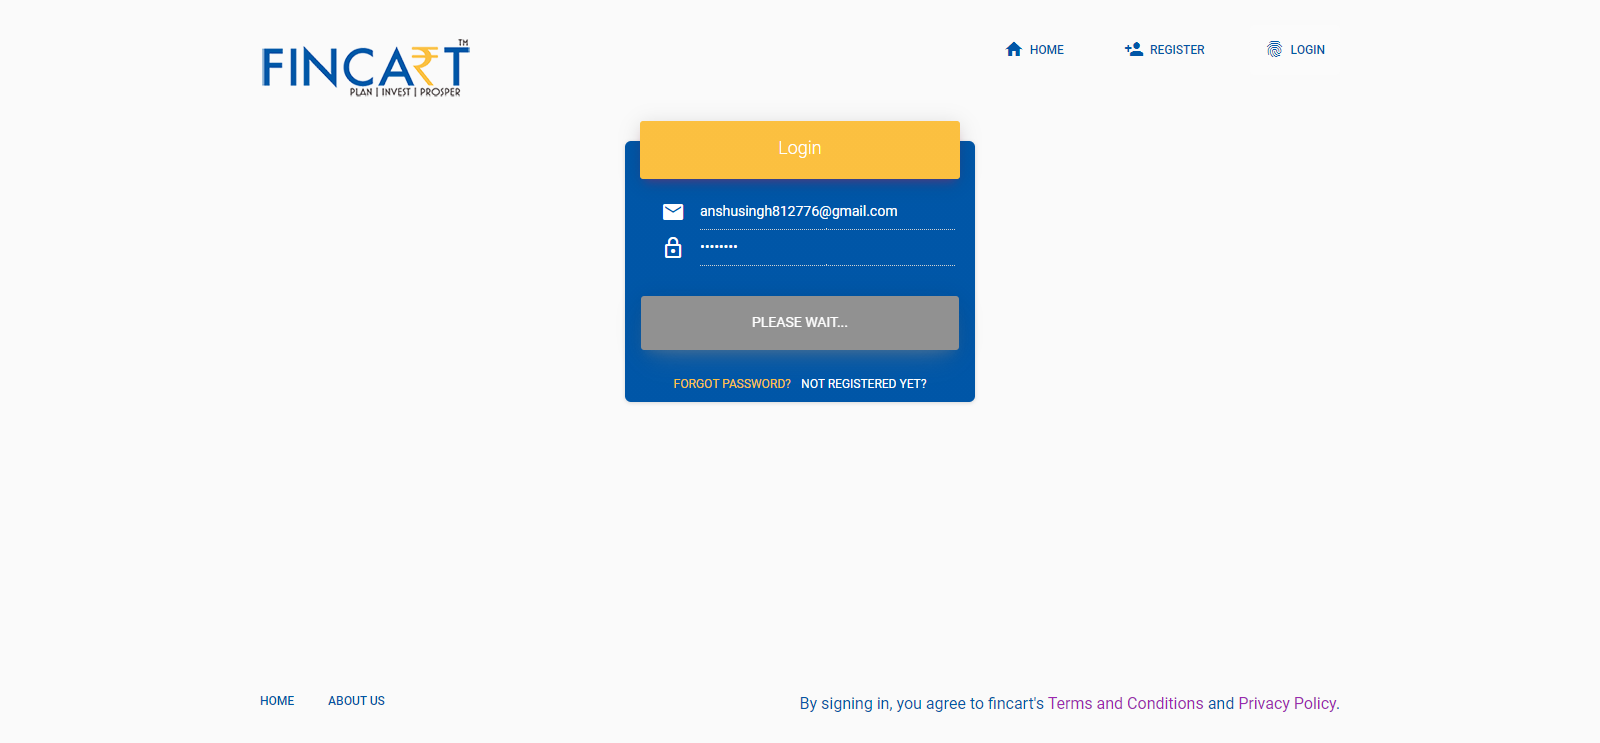 FINCA₹T™
PLAN | INVEST | PROSPER
HOME
REGISTER
LOGIN
Login
anshusingh812776@gmail.com
••••••••
PLEASE WAIT...
FORGOT PASSWORD? NOT REGISTERED YET?
HOME
ABOUT US
By signing in, you agree to fincart's Terms and Conditions and Privacy Policy.